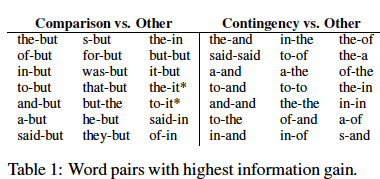 Comparison vs. Other Contingency vs. Other
the-but s-but the-in the-and in-the the-of
of-but for-but but-but said-said to-of the-a
in-but was-but it-but a-and a-the of-the
to-but that-but the-it* to-and to-to the-in
and-but but-the to-it* and-and the-the in-in
a-but he-but said-in to-the of-and a-of
said-but they-but of-in in-and in-of s-and
Table 1: Word pairs with highest information gain.